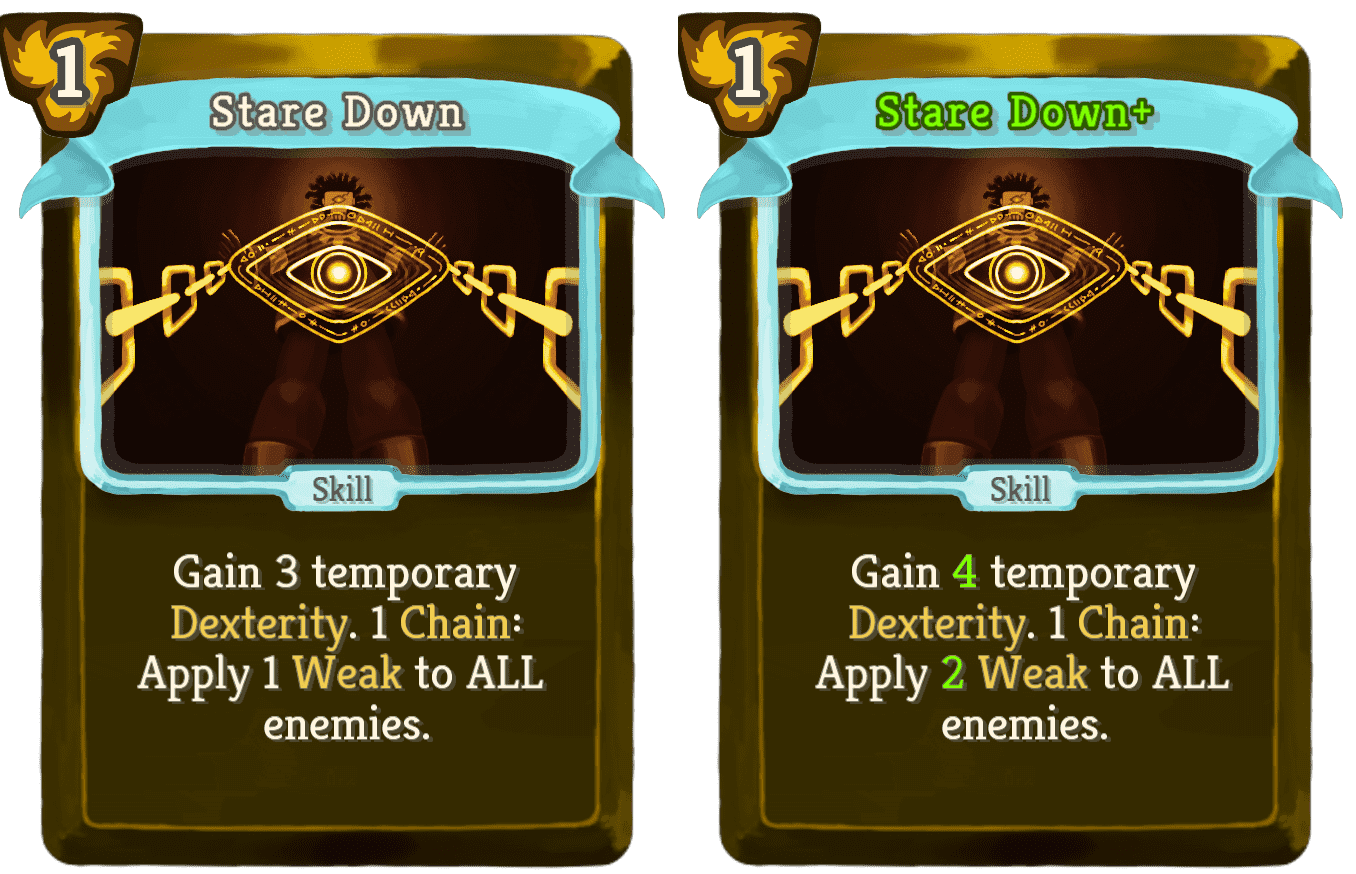 1
Stare Down
Skill
Gain 3 temporary
Dexterity. 1 Chain:
Apply 1 Weak to ALL
enemies.
1
Stare Down+
Skill
Gain 4 temporary
Dexterity. 1 Chain:
Apply 2 Weak to ALL
enemies.